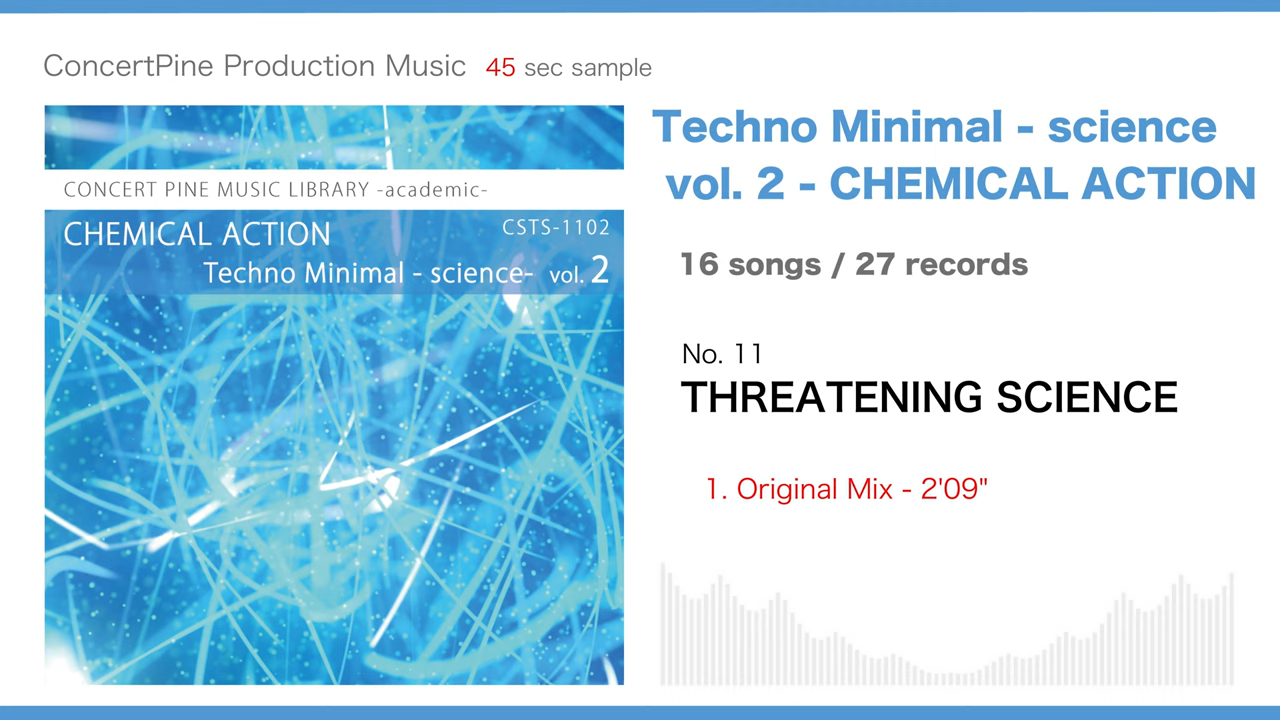 ConcertPine Production Music 45 sec sample
CONCERT PINE MUSIC LIBRARY -academic-
CHEMICAL ACTION CSTS-1102
Techno Minimal - science- vol. 2
Techno Minimal - science
vol. 2 - CHEMICAL ACTION
16 songs / 27 records
No. 11
THREATENING SCIENCE
1. Original Mix - 2'09"